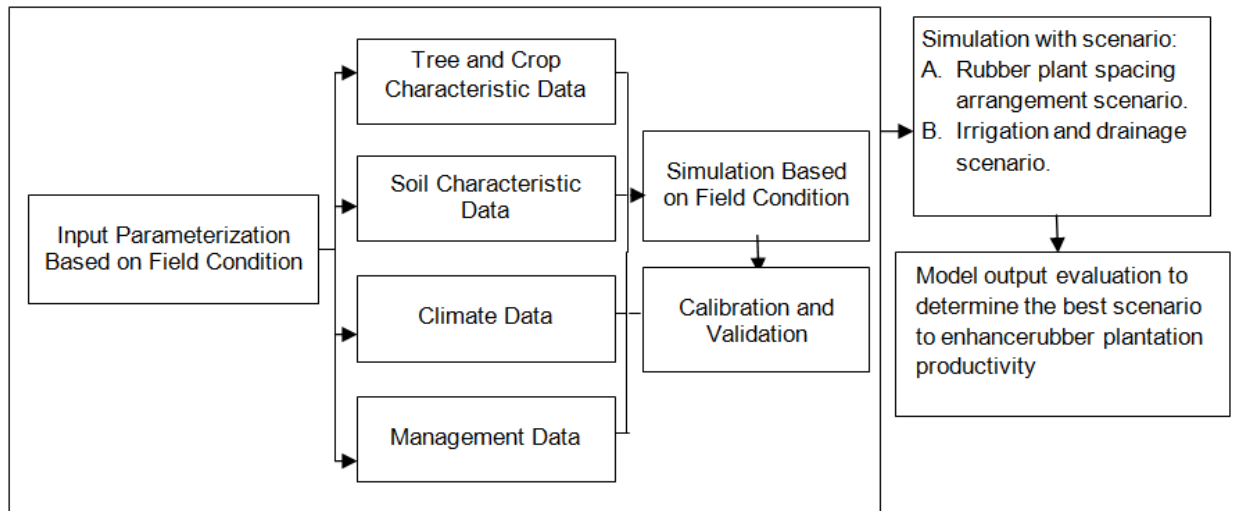 Input Parameterization
Based on Field Condition
Tree and Crop
Characteristic Data
Soil Characteristic
Data
Climate Data
Management Data
Simulation Based
on Field Condition
Calibration and
Validation
Simulation with scenario:
A. Rubber plant spacing
arrangement scenario.
B. Irrigation and drainage
scenario.
Model output evaluation to
determine the best scenario
to enhancerubber plantation
productivity